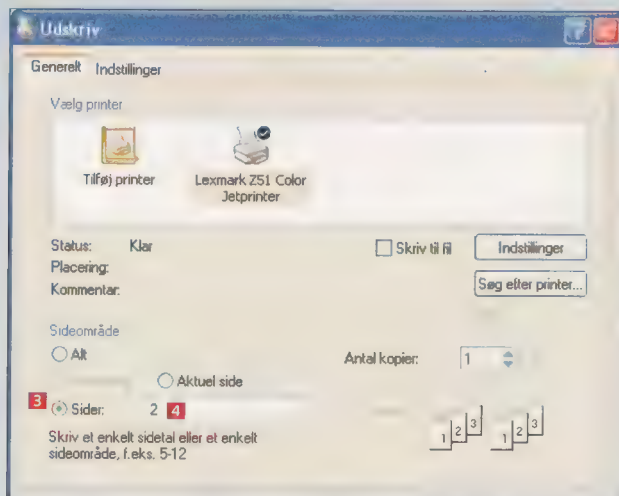 Udskriv
Generelt Indstillinger
Vælg printer
Tilføj printer
Lexmark Z51 Color
Jetprinter
Status: Klar
Placering:
Kommentar:
Skriv til fil
Indstillinger
Søg efter printer...
Sideområde
Alt
Aktuel side
3 Sider: 2 4
Skriv et enkelt sidetal eller et enkelt
sideområde, f.eks. 5-12
Antal kopier: 1
1 2 3 1 2 3